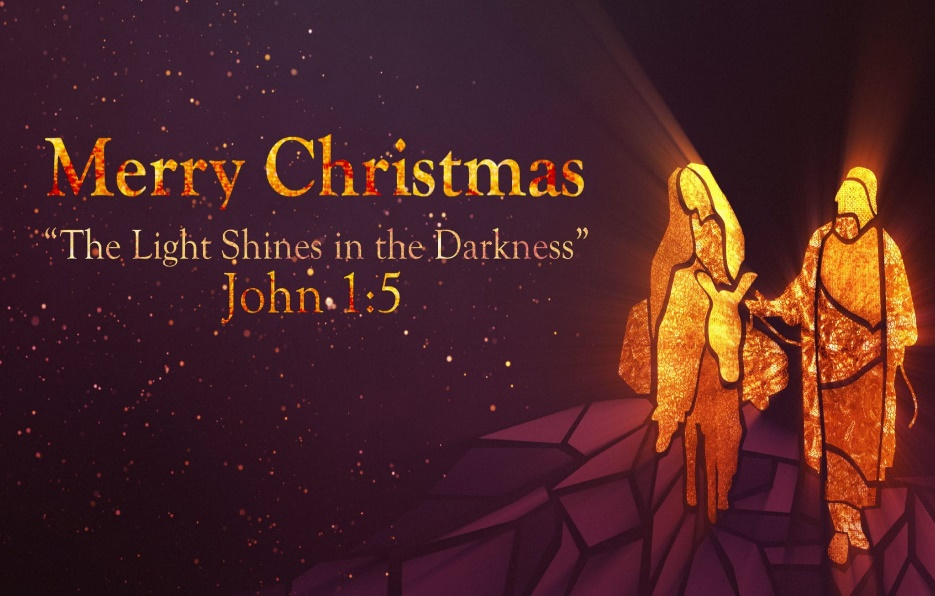 Merry Christmas
“The Light Shines in the Darkness”
John 1:5